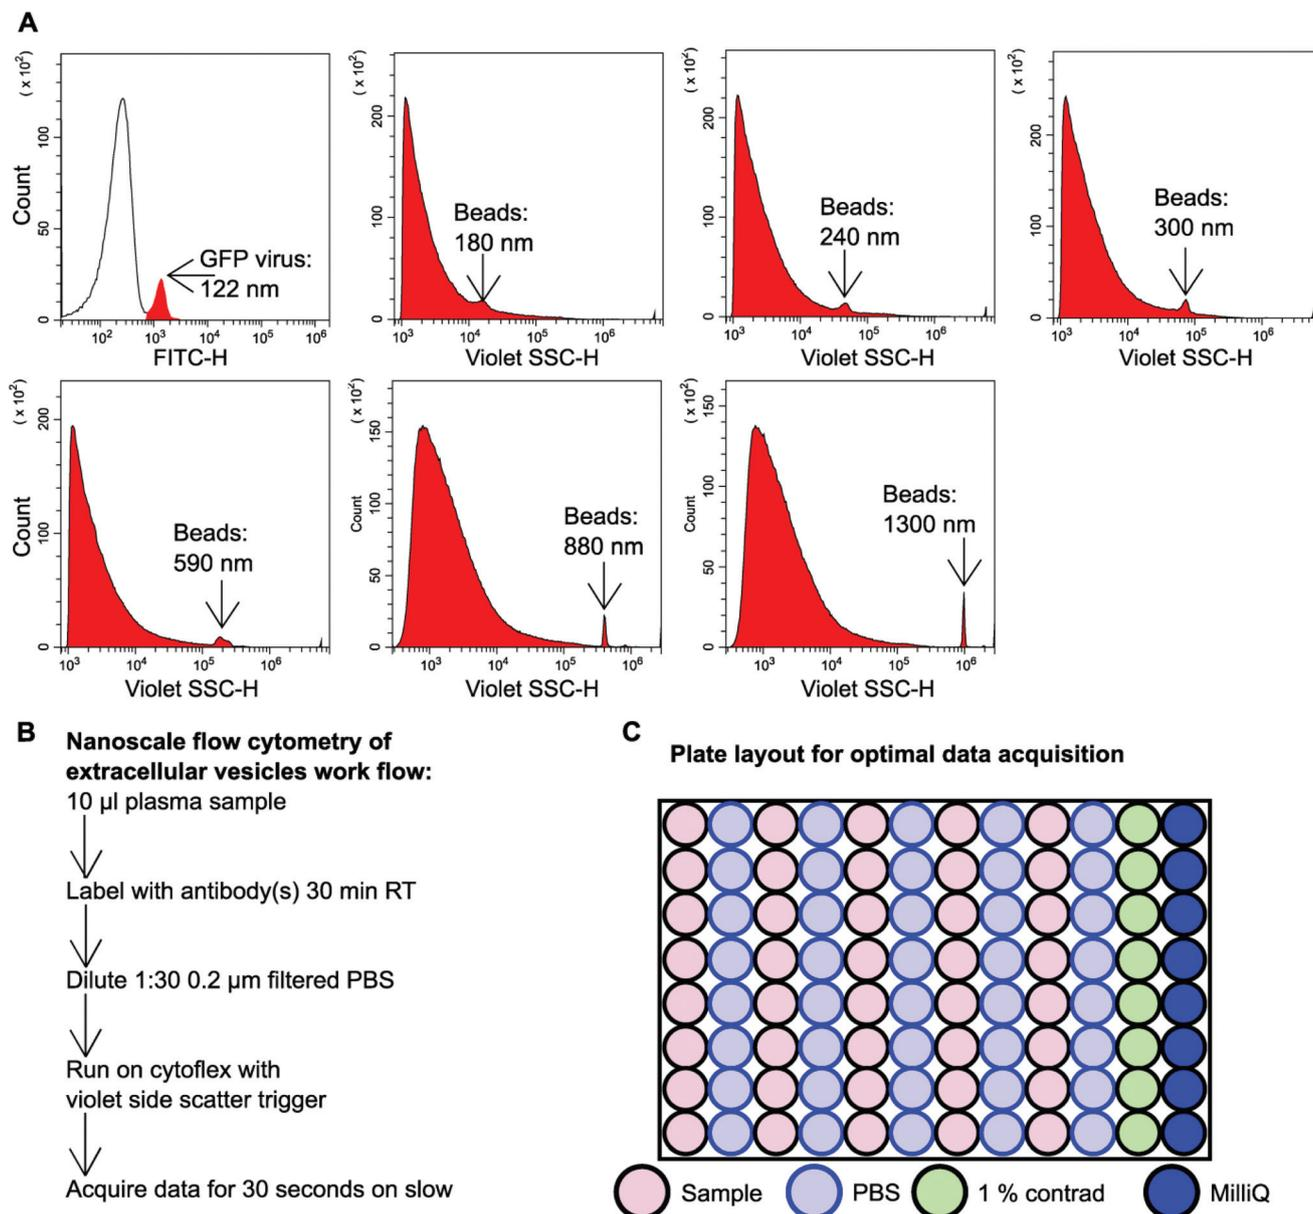 A
( x 10²)
Count
100
50
0
GFP virus:
122 nm
10² 10³ 10⁴ 10⁵ 10⁶
FITC-H
( x 10²)
200
100
0
Beads:
180 nm
10³ 10⁴ 10⁵ 10⁶
Violet SSC-H
( x 10²)
200
100
0
Beads:
240 nm
10³ 10⁴ 10⁵ 10⁶
Violet SSC-H
( x 10²)
200
100
0
Beads:
300 nm
10³ 10⁴ 10⁵ 10⁶
Violet SSC-H
( x 10²)
Count
200
100
0
Beads:
590 nm
10³ 10⁴ 10⁵ 10⁶
Violet SSC-H
( x 10²)
Count
150
100
50
0
Beads:
880 nm
10³ 10⁴ 10⁵ 10⁶
Violet SSC-H
( x 10²)
Count
150
100
50
0
Beads:
1300 nm
10³ 10⁴ 10⁵ 10⁶
Violet SSC-H
B
Nanoscale flow cytometry of
extracellular vesicles work flow:
10 µl plasma sample
Label with antibody(s) 30 min RT
Dilute 1:30 0.2 µm filtered PBS
Run on cytoflex with
violet side scatter trigger
Acquire data for 30 seconds on slow
C
Plate layout for optimal data acquisition
Sample PBS 1 % contrad MilliQ